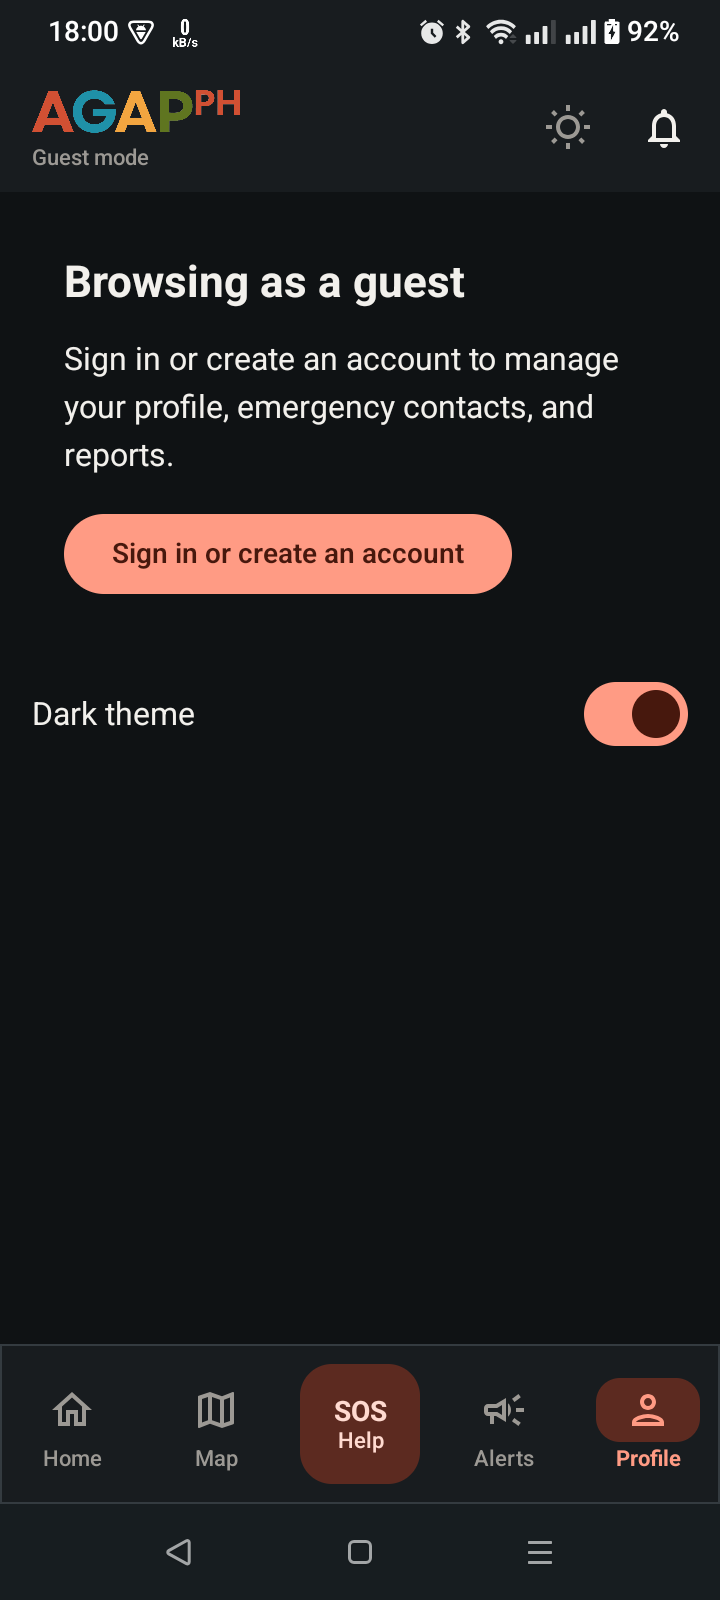 18:00
0
kB/s
92%
AGAPPH
Guest mode
Browsing as a guest
Sign in or create an account to manage
your profile, emergency contacts, and
reports.
Sign in or create an account
Dark theme
SOS
Help
Home
Map
Alerts
Profile